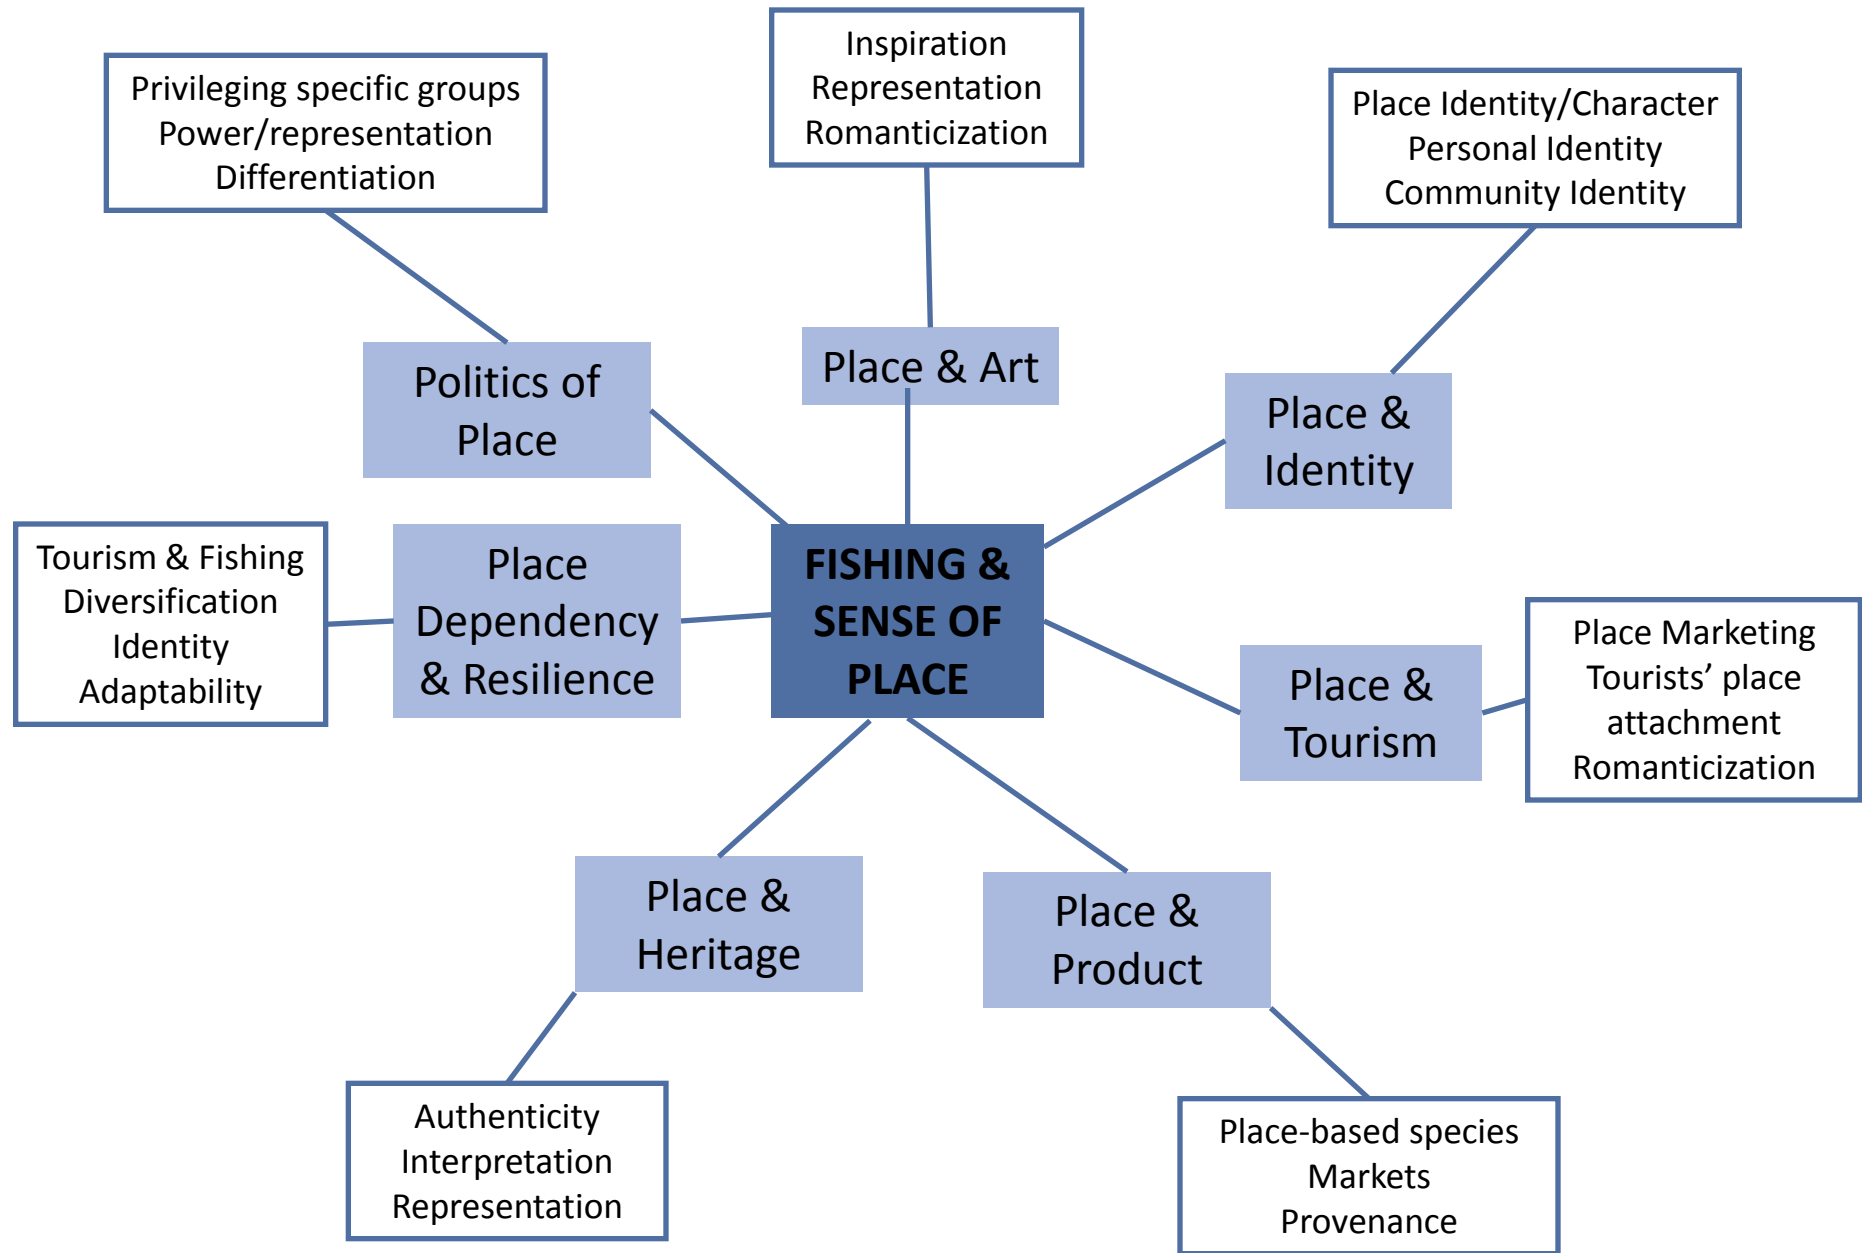 Inspiration
Representation
Romanticization
Privileging specific groups
Power/representation
Differentiation
Place Identity/Character
Personal Identity
Community Identity
Politics of
Place
Place & Art
Place &
Identity
Tourism & Fishing
Diversification
Identity
Adaptability
Place
Dependency
& Resilience
FISHING &
SENSE OF
PLACE
Place &
Tourism
Place Marketing
Tourists’ place
attachment
Romanticization
Place &
Heritage
Place &
Product
Authenticity
Interpretation
Representation
Place-based species
Markets
Provenance